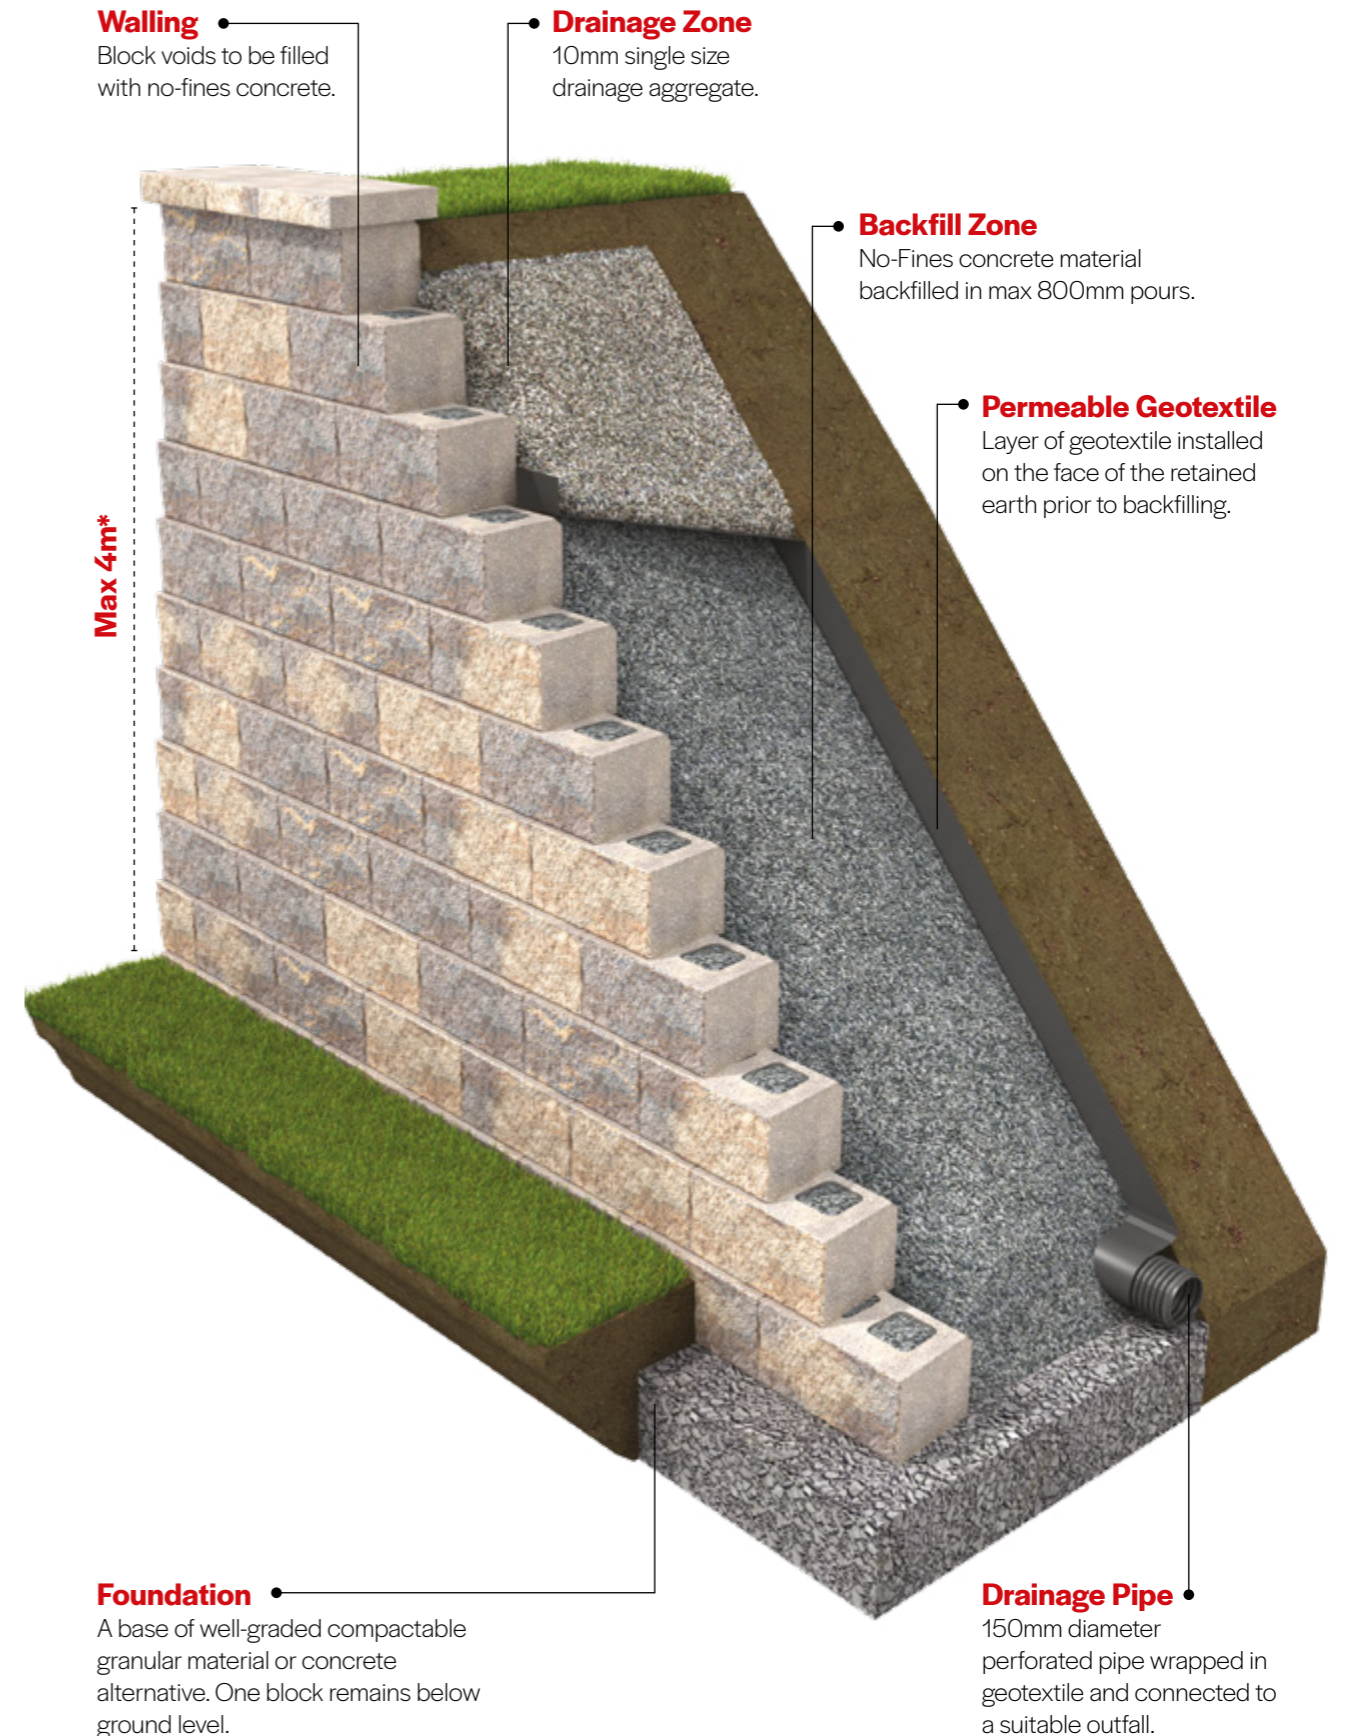 Walling
Block voids to be filled
with no-fines concrete.
Drainage Zone
10mm single size
drainage aggregate.
Backfill Zone
No-Fines concrete material
backfilled in max 800mm pours.
Permeable Geotextile
Layer of geotextile installed
on the face of the retained
earth prior to backfilling.
Max 4m*
Foundation
A base of well-graded compactable
granular material or concrete
alternative. One block remains below
ground level.
Drainage Pipe
150mm diameter
perforated pipe wrapped in
geotextile and connected to
a suitable outfall.